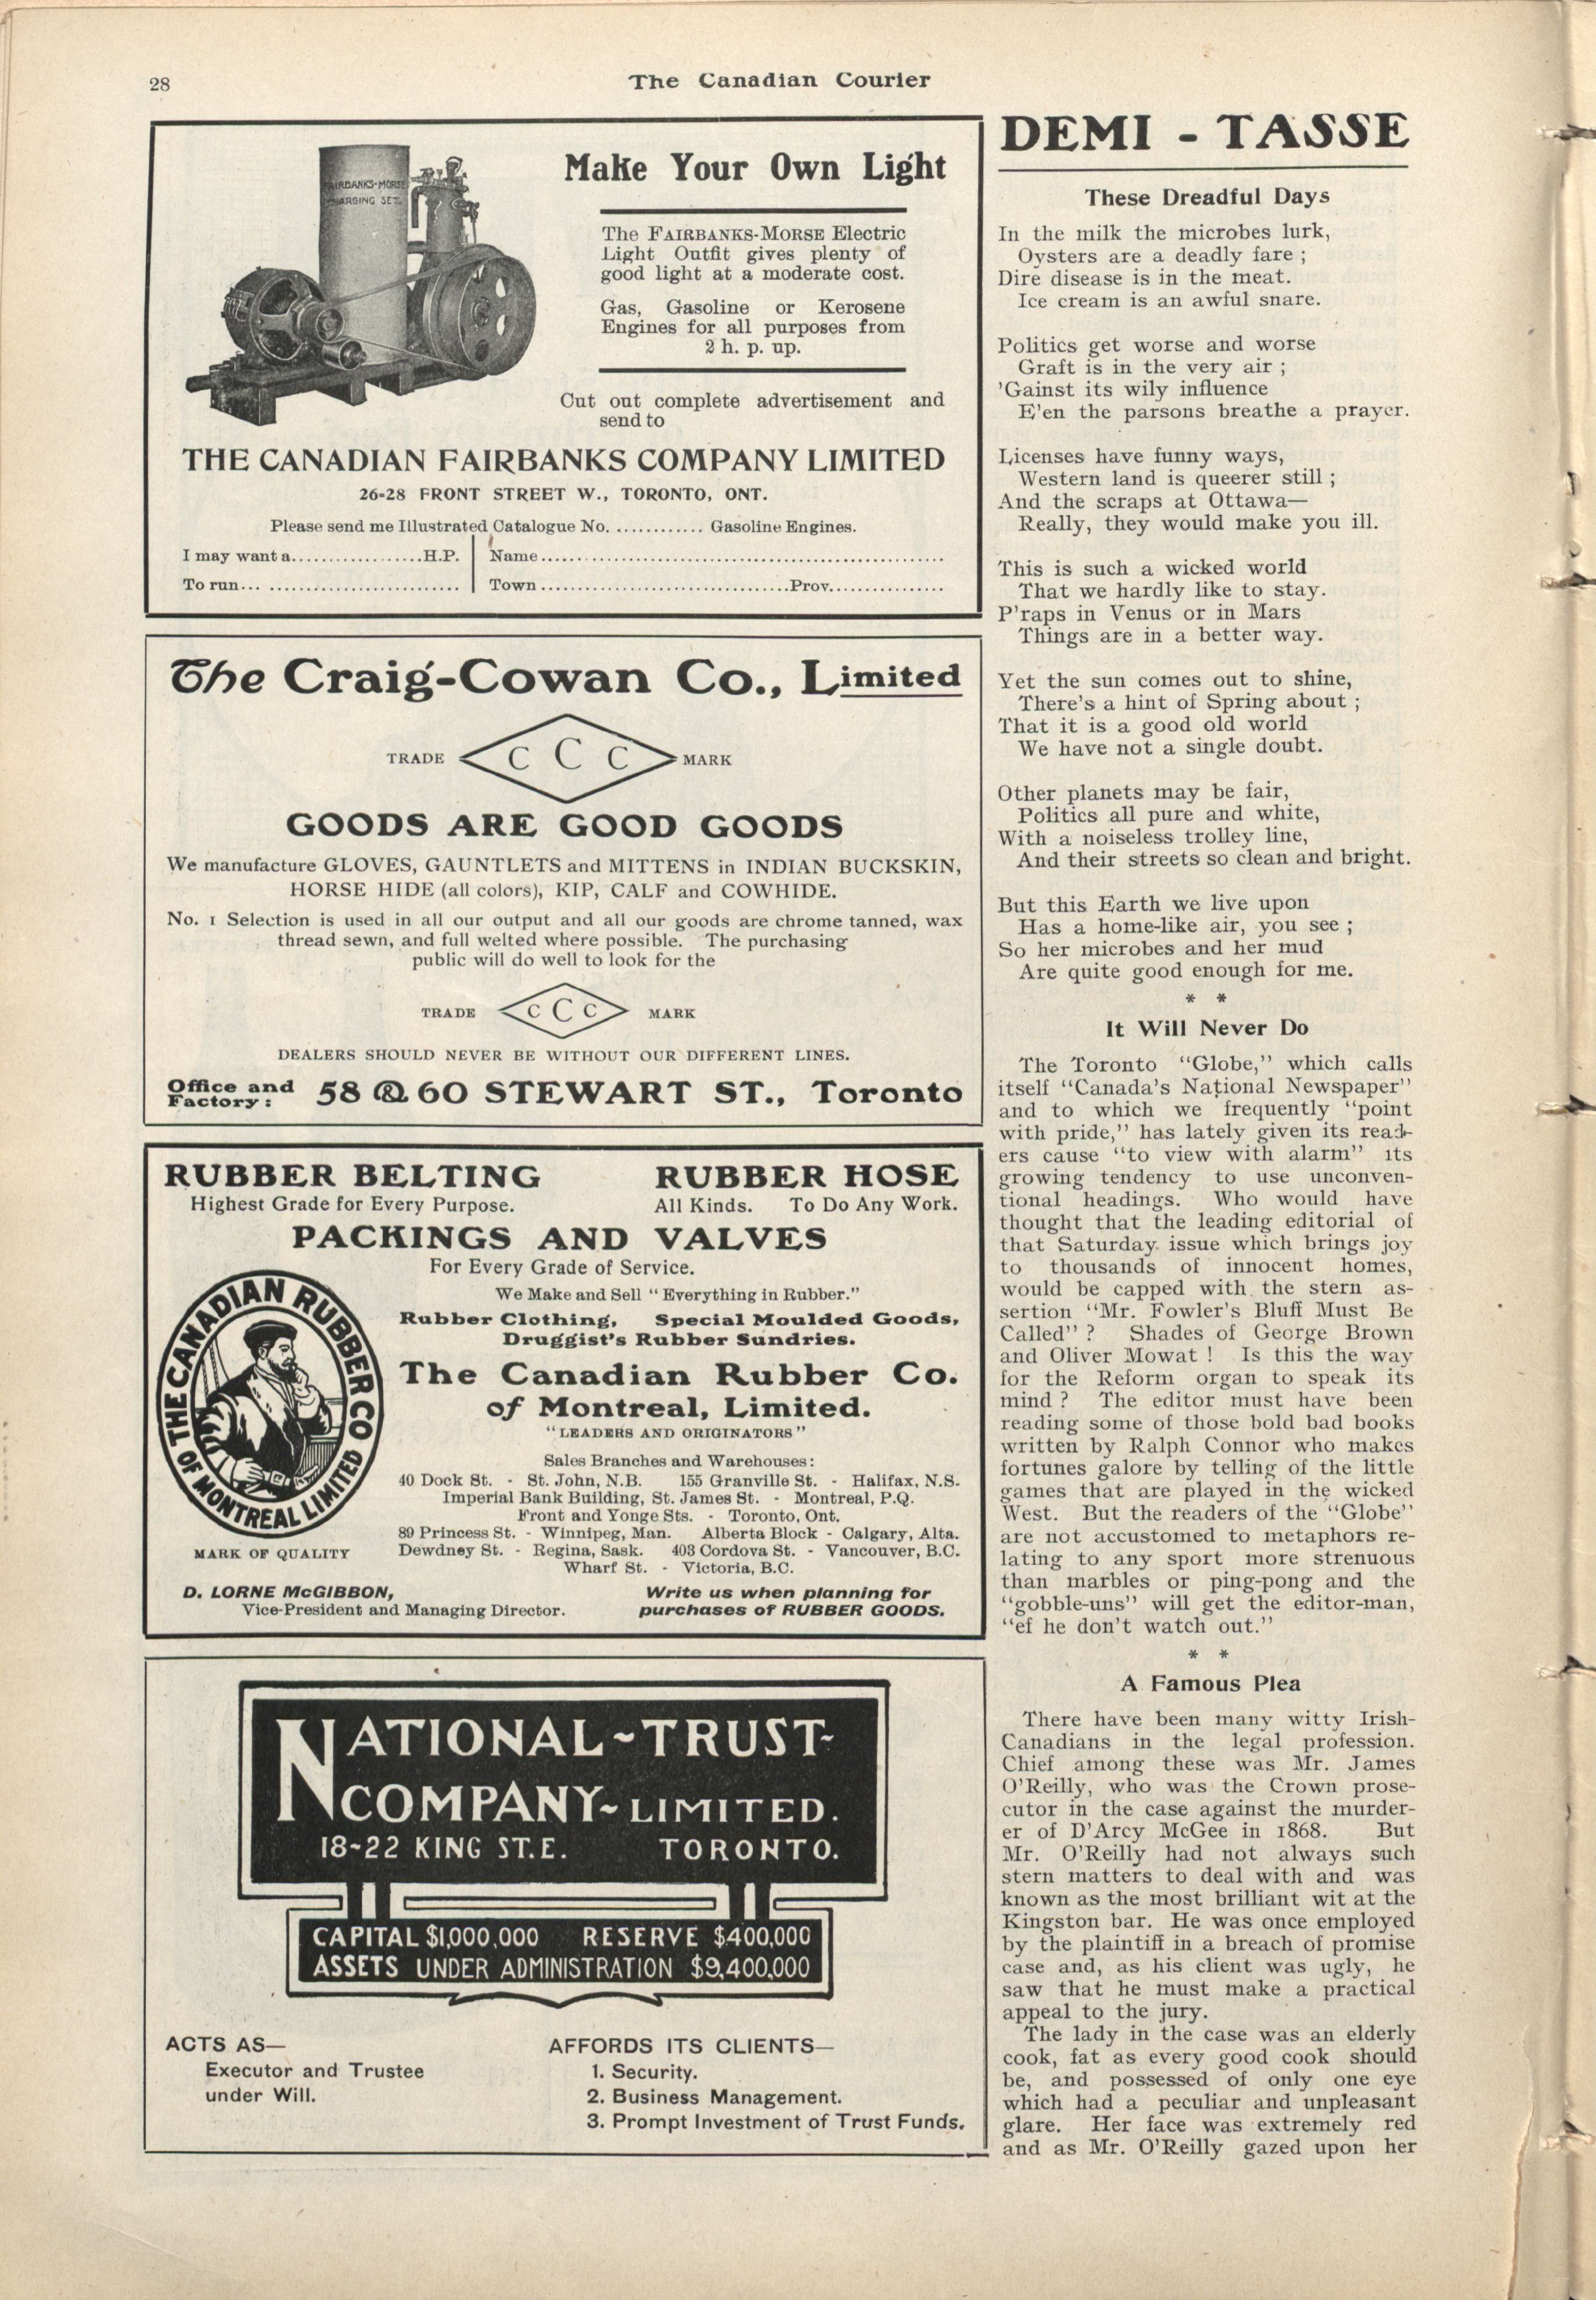 28
The Canadian Courier
FAIRBANKS-MORSE
CHARGING SET.
Make Your Own Light
The FAIRBANKS-MORSE Electric
Light Outfit gives plenty of
good light at a moderate cost.
Gas, Gasoline or Kerosene
Engines for all purposes from
2 h. p. up.
Cut out complete advertisement and
send to
THE CANADIAN FAIRBANKS COMPANY LIMITED
26-28 FRONT STREET W., TORONTO, ONT.
Please send me Illustrated Catalogue No. ............ Gasoline Engines.
I may want a..................H.P.
Name..........................................................
To run... ..........................
Town...................................Prov................
The Craig-Cowan Co., Limited
TRADE C C C MARK
GOODS ARE GOOD GOODS
We manufacture GLOVES, GAUNTLETS and MITTENS in INDIAN BUCKSKIN,
HORSE HIDE (all colors), KIP, CALF and COWHIDE.
No. 1 Selection is used in all our output and all our goods are chrome tanned, wax
thread sewn, and full welted where possible. The purchasing
public will do well to look for the
TRADE C C C MARK
DEALERS SHOULD NEVER BE WITHOUT OUR DIFFERENT LINES.
Office and
Factory: 58 & 60 STEWART ST., Toronto
RUBBER BELTING RUBBER HOSE
Highest Grade for Every Purpose. All Kinds. To Do Any Work.
PACKINGS AND VALVES
For Every Grade of Service.
We Make and Sell "Everything in Rubber."
Rubber Clothing, Special Moulded Goods,
Druggist's Rubber Sundries.
The Canadian Rubber Co.
of Montreal, Limited.
"LEADERS AND ORIGINATORS"
Sales Branches and Warehouses:
40 Dock St. - St. John, N.B. 155 Granville St. - Halifax, N.S.
Imperial Bank Building, St. James St. - Montreal, P.Q.
Front and Yonge Sts. - Toronto, Ont.
89 Princess St. - Winnipeg, Man. Alberta Block - Calgary, Alta.
Dewdney St. - Regina, Sask. 403 Cordova St. - Vancouver, B.C.
Wharf St. - Victoria, B.C.
THE CANADIAN RUBBER CO
OF MONTREAL LIMITED
MARK OF QUALITY
D. LORNE McGIBBON,
Vice-President and Managing Director.
Write us when planning for
purchases of RUBBER GOODS.
NATIONAL-TRUST-
COMPANY-LIMITED.
18-22 KING ST. E. TORONTO.
CAPITAL $1,000,000 RESERVE $400,000
ASSETS UNDER ADMINISTRATION $9,400,000
ACTS AS—
Executor and Trustee
under Will.
AFFORDS ITS CLIENTS—
1. Security.
2. Business Management.
3. Prompt Investment of Trust Funds.
DEMI - TASSE
These Dreadful Days
In the milk the microbes lurk,
Oysters are a deadly fare ;
Dire disease is in the meat.
Ice cream is an awful snare.
Politics get worse and worse
Graft is in the very air ;
'Gainst its wily influence
E'en the parsons breathe a prayer.
Licenses have funny ways,
Western land is queerer still ;
And the scraps at Ottawa—
Really, they would make you ill.
This is such a wicked world
That we hardly like to stay.
P'raps in Venus or in Mars
Things are in a better way.
Yet the sun comes out to shine,
There's a hint of Spring about ;
That it is a good old world
We have not a single doubt.
Other planets may be fair,
Politics all pure and white,
With a noiseless trolley line,
And their streets so clean and bright.
But this Earth we live upon
Has a home-like air, you see ;
So her microbes and her mud
Are quite good enough for me.
* *
It Will Never Do
The Toronto "Globe," which calls
itself "Canada's National Newspaper"
and to which we frequently "point
with pride," has lately given its read-
ers cause "to view with alarm" its
growing tendency to use unconven-
tional headings. Who would have
thought that the leading editorial of
that Saturday issue which brings joy
to thousands of innocent homes,
would be capped with the stern as-
sertion "Mr. Fowler's Bluff Must Be
Called" ? Shades of George Brown
and Oliver Mowat ! Is this the way
for the Reform organ to speak its
mind ? The editor must have been
reading some of those bold bad books
written by Ralph Connor who makes
fortunes galore by telling of the little
games that are played in the wicked
West. But the readers of the "Globe"
are not accustomed to metaphors re-
lating to any sport more strenuous
than marbles or ping-pong and the
"gobble-uns" will get the editor-man,
"ef he don't watch out."
* *
A Famous Plea
There have been many witty Irish-
Canadians in the legal profession.
Chief among these was Mr. James
O'Reilly, who was the Crown prose-
cutor in the case against the murder-
er of D'Arcy McGee in 1868. But
Mr. O'Reilly had not always such
stern matters to deal with and was
known as the most brilliant wit at the
Kingston bar. He was once employed
by the plaintiff in a breach of promise
case and, as his client was ugly, he
saw that he must make a practical
appeal to the jury.
The lady in the case was an elderly
cook, fat as every good cook should
be, and possessed of only one eye
which had a peculiar and unpleasant
glare. Her face was extremely red
and as Mr. O'Reilly gazed upon her